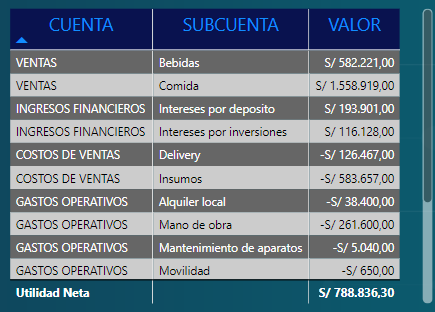 CUENTA SUBCUENTA VALOR
VENTAS Bebidas S/ 582.221,00
VENTAS Comida S/ 1.558.919,00
INGRESOS FINANCIEROS Intereses por deposito S/ 193.901,00
INGRESOS FINANCIEROS Intereses por inversiones S/ 116.128,00
COSTOS DE VENTAS Delivery -S/ 126.467,00
COSTOS DE VENTAS Insumos -S/ 583.657,00
GASTOS OPERATIVOS Alquiler local -S/ 38.400,00
GASTOS OPERATIVOS Mano de obra -S/ 261.600,00
GASTOS OPERATIVOS Mantenimiento de aparatos -S/ 5.040,00
GASTOS OPERATIVOS Movilidad -S/ 650,00
Utilidad Neta S/ 788.836,30